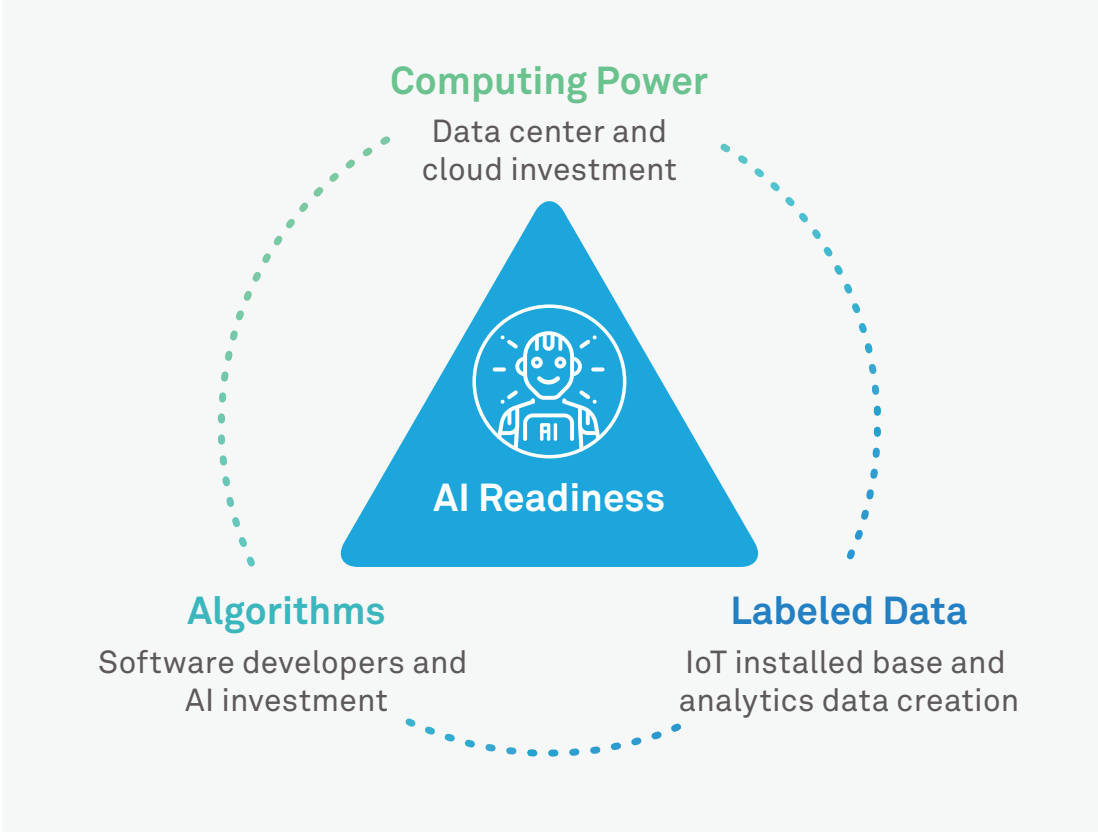 Computing Power
Data center and
cloud investment
AI
AI Readiness
Algorithms
Software developers and
AI investment
Labeled Data
IoT installed base and
analytics data creation